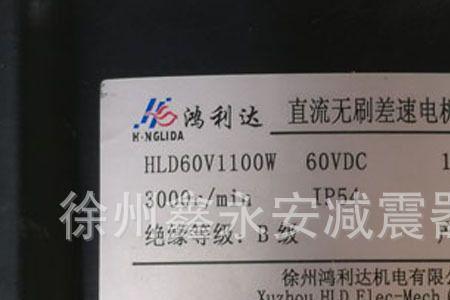 鸿利达 直流无刷差速电机
H·NGLIDA
HLD60V1100W 60VDC 1
3000r/min IP54
徐州鑫永安减震器
绝缘等级: B 级
徐州鸿利达机电有限公
Xuzhou HLD Elec-Mech